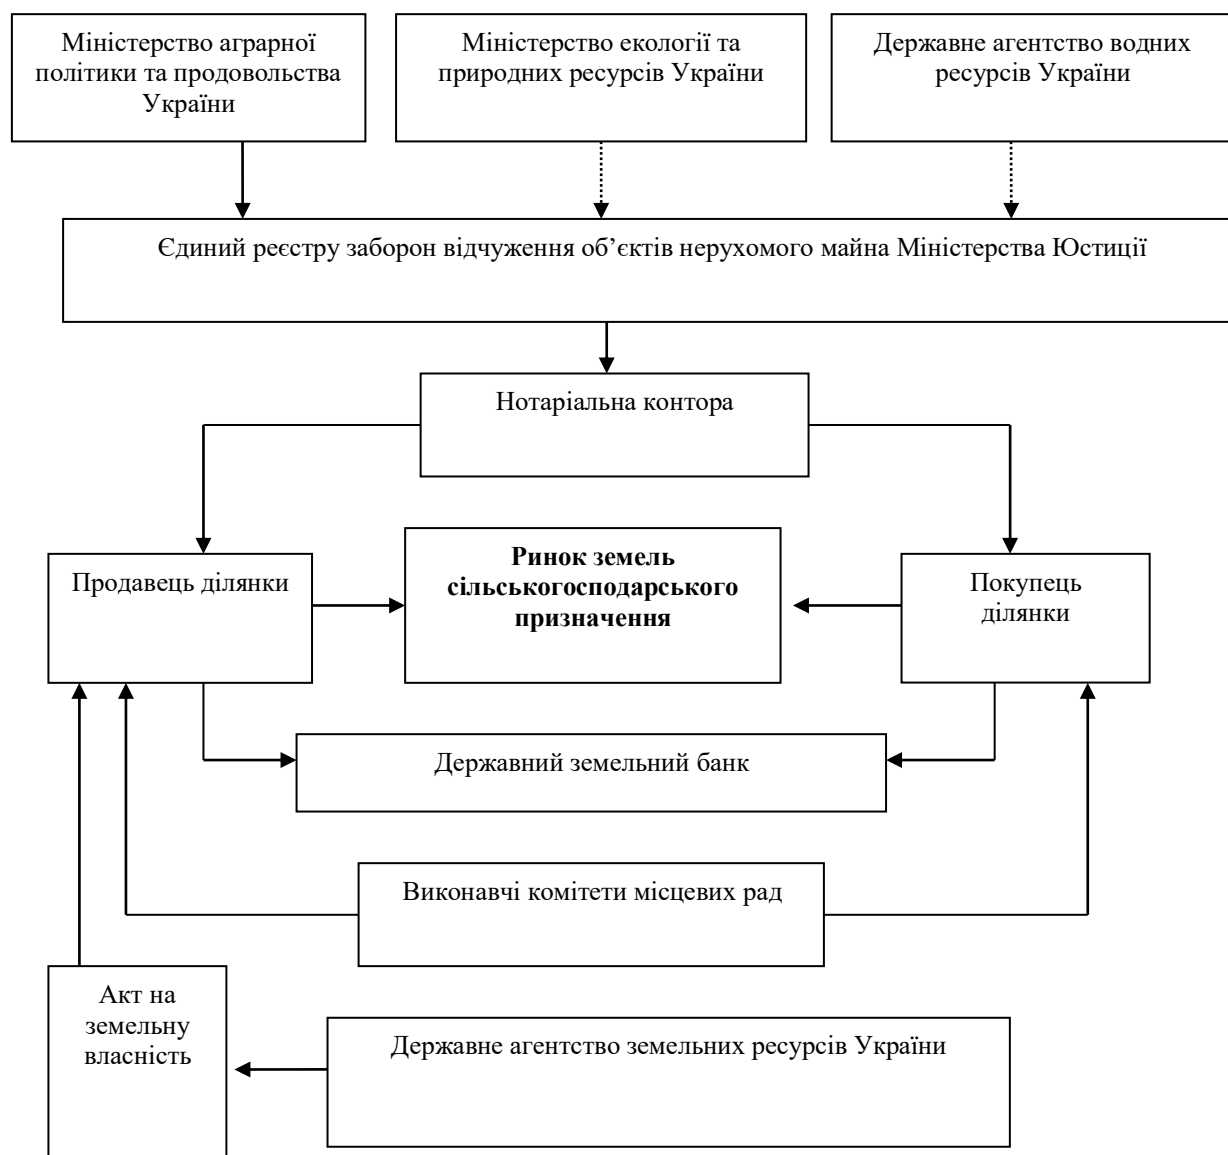 Міністерство аграрної
політики та продовольства
України
Міністерство екології та
природних ресурсів України
Державне агентство водних
ресурсів України
Єдиний реєстру заборон відчуження об’єктів нерухомого майна Міністерства Юстиції
Нотаріальна контора
Продавець ділянки
Ринок земель
сільськогосподарського
призначення
Покупець
ділянки
Державний земельний банк
Виконавчі комітети місцевих рад
Акт на
земельну
власність
Державне агентство земельних ресурсів України